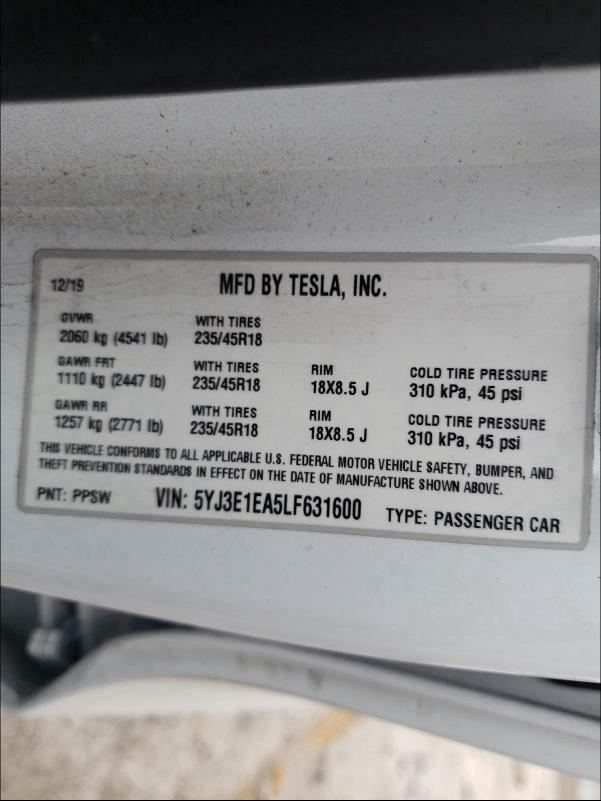 12/19 MFD BY TESLA, INC.
GVWR WITH TIRES
2060 kg (4541 lb) 235/45R18
GAWR FRT WITH TIRES RIM COLD TIRE PRESSURE
1110 kg (2447 lb) 235/45R18 18X8.5 J 310 kPa, 45 psi
GAWR RR WITH TIRES RIM COLD TIRE PRESSURE
1257 kg (2771 lb) 235/45R18 18X8.5 J 310 kPa, 45 psi
THIS VEHICLE CONFORMS TO ALL APPLICABLE U.S. FEDERAL MOTOR VEHICLE SAFETY, BUMPER, AND
THEFT PREVENTION STANDARDS IN EFFECT ON THE DATE OF MANUFACTURE SHOWN ABOVE.
PNT: PPSW VIN: 5YJ3E1EA5LF631600 TYPE: PASSENGER CAR